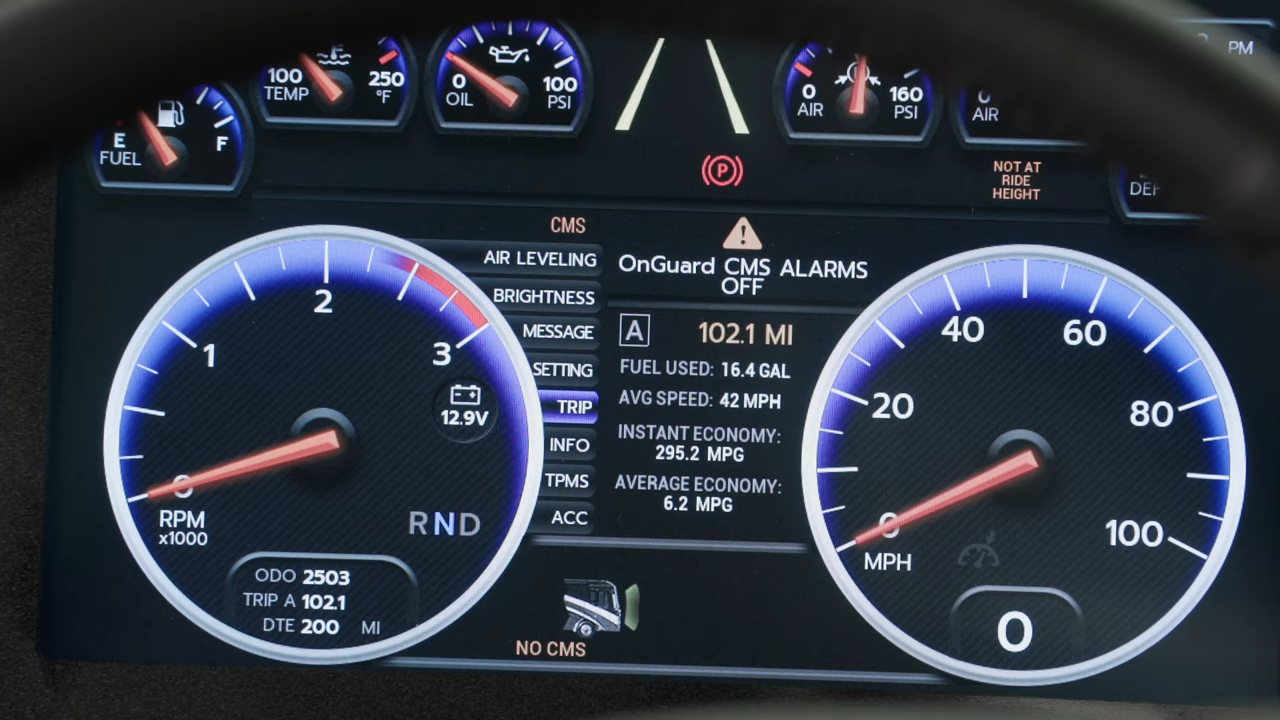 PM
100
250
TEMP
°F
0
100
OIL
PSI
0
160
AIR
PSI
0
AIR
E
F
FUEL
P
NOT AT
RIDE
HEIGHT
DEF
CMS
AIR LEVELING
BRIGHTNESS
MESSAGE
SETTING
TRIP
INFO
TPMS
ACC
OnGuard CMS ALARMS
OFF
A 102.1 MI
FUEL USED: 16.4 GAL
AVG SPEED: 42 MPH
INSTANT ECONOMY:
295.2 MPG
AVERAGE ECONOMY:
6.2 MPG
0
1
2
3
12.9V
RPM
x1000
RND
ODO 2503
TRIP A 102.1
DTE 200 MI
NO CMS
0
20
40
60
80
100
MPH
0